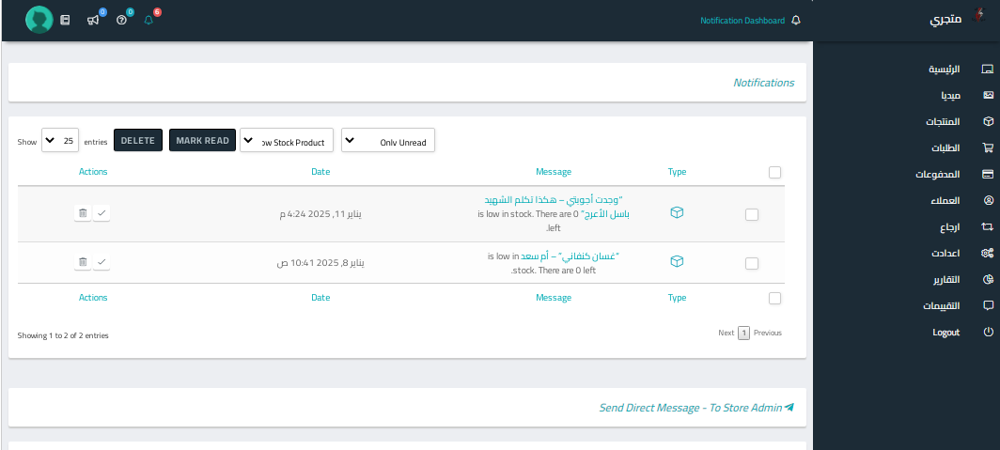 متجري
Notification Dashboard
6
0
0
الرئيسية
ميديا
المنتجات
الطلبات
المدفوعات
العملاء
ارجاع
اعدادت
التقارير
التقييمات
Logout
Notifications
Show 25 entries DELETE MARK READ ow Stock Product Only Unread
Actions Date Message Type
يناير 11, 2025 4:24 م
"وجدت أجوبتي – هكذا تكلم الشهيد
باسل الأعرج" is low in stock. There are 0
left.
يناير 8, 2025 10:41 ص
"غسان كنفاني" – أم سعد is low in
stock. There are 0 left.
Actions Date Message Type
Showing 1 to 2 of 2 entries
Next 1 Previous
Send Direct Message - To Store Admin